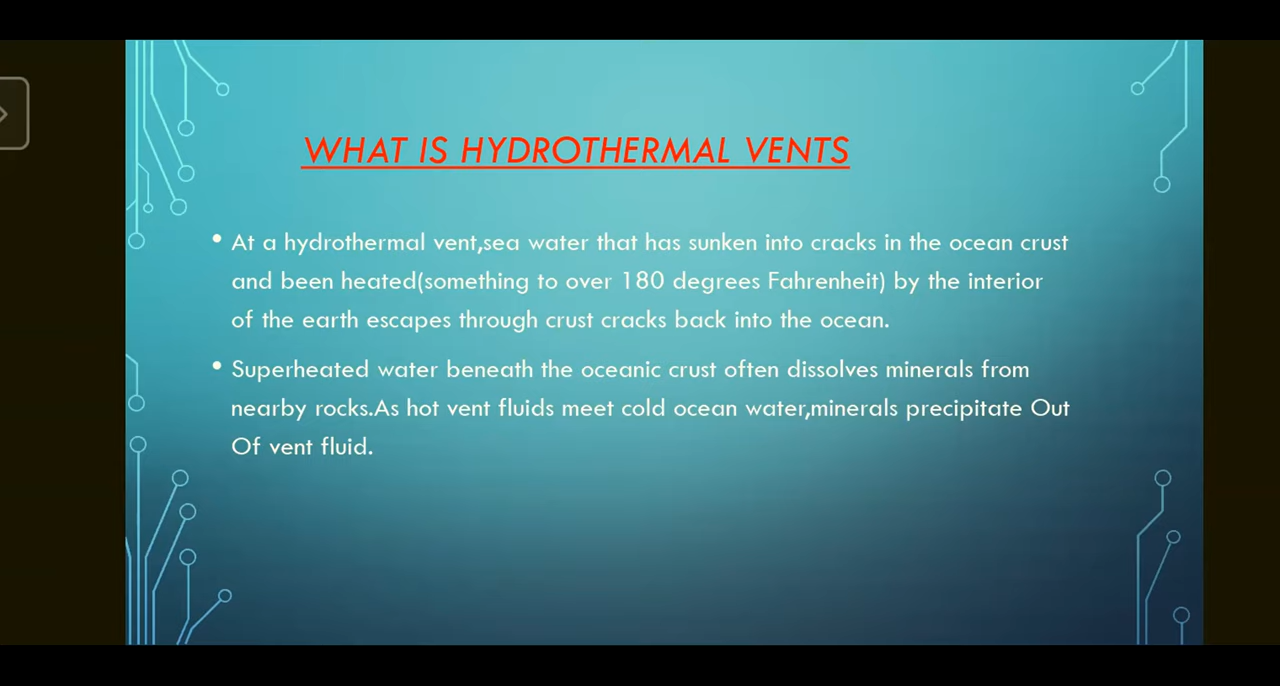 WHAT IS HYDROTHERMAL VENTS
• At a hydrothermal vent,sea water that has sunken into cracks in the ocean crust
and been heated(something to over 180 degrees Fahrenheit) by the interior
of the earth escapes through crust cracks back into the ocean.
• Superheated water beneath the oceanic crust often dissolves minerals from
nearby rocks.As hot vent fluids meet cold ocean water,minerals precipitate Out
Of vent fluid.